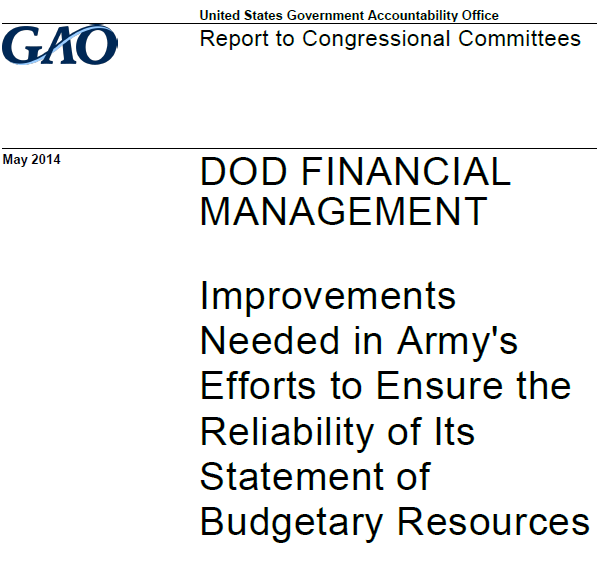 United States Government Accountability Office
GAO
Report to Congressional Committees
May 2014
DOD FINANCIAL
MANAGEMENT
Improvements
Needed in Army's
Efforts to Ensure the
Reliability of Its
Statement of
Budgetary Resources